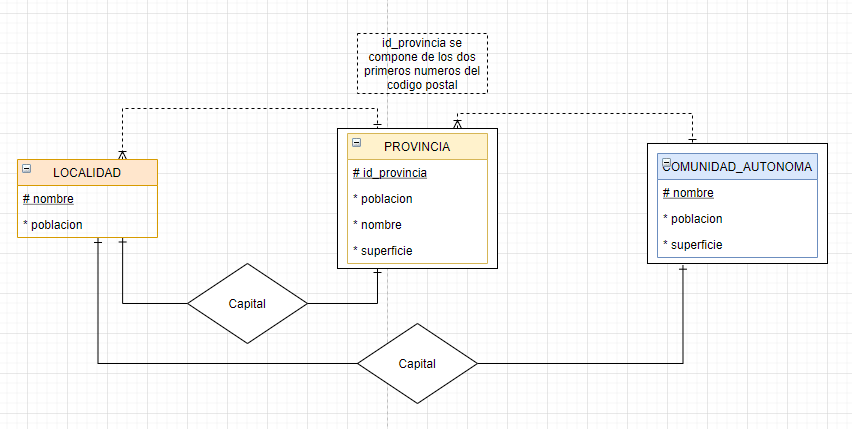 id_provincia se
compone de los dos
primeros numeros del
codigo postal
PROVINCIA
# id_provincia
* poblacion
* nombre
* superficie
LOCALIDAD
# nombre
* poblacion
COMUNIDAD_AUTONOMA
# nombre
* poblacion
* superficie
Capital
Capital